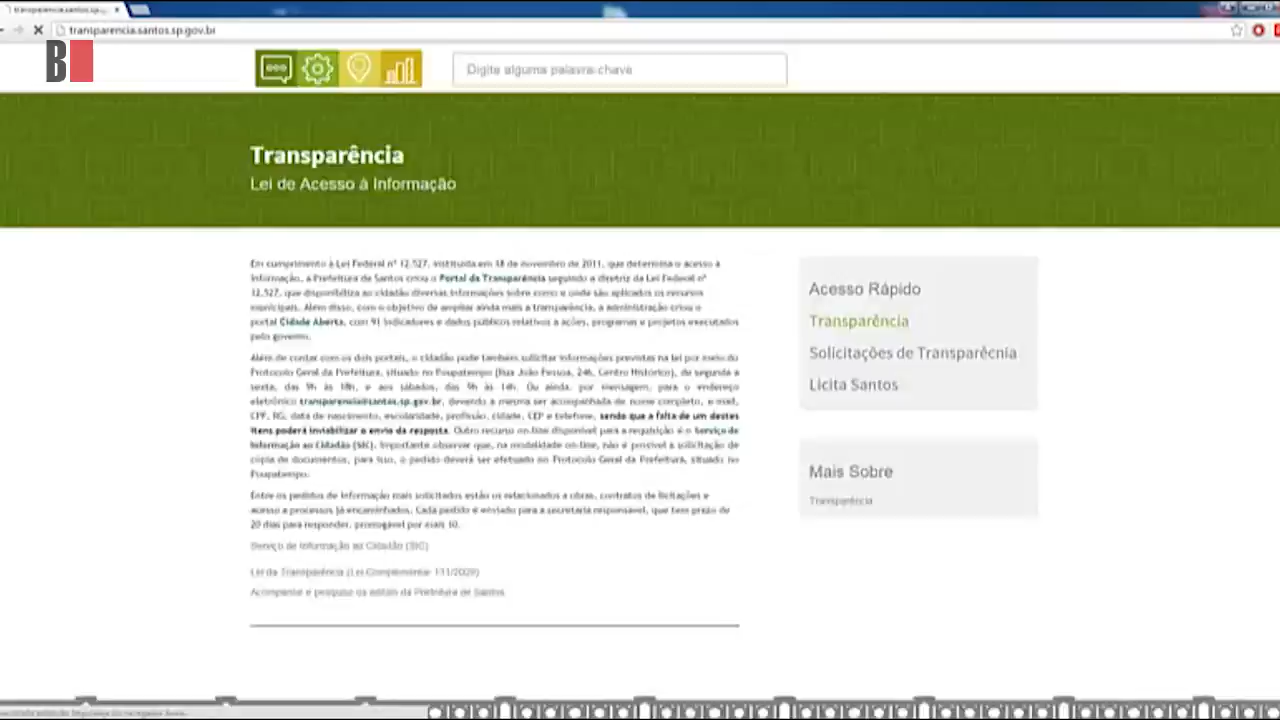 transparencia.santos.sp.gov.br
B
Digite alguma palavra-chave
Transparência
Lei de Acesso à Informação
Em cumprimento à Lei Federal nº 12.527, instituída em 18 de novembro de 2011, que determina o acesso à
informação, a Prefeitura de Santos criou o Portal da Transparência segundo a diretriz da Lei Federal nº
12.527, que disponibiliza ao cidadão diversas informações sobre como e onde são aplicados os recursos
municipais. Além disso, com o objetivo de ampliar ainda mais a transparência, a administração criou o
portal Cidade Aberta, com 91 indicadores e dados públicos relativos a ações, programas e projetos executados
pelo governo.
Além de contar com os dois portais, o cidadão pode também solicitar informações previstas na lei por meio do
Protocolo Geral da Prefeitura, situado no Poupatempo (Rua João Pessoa, 246, Centro Histórico), de segunda a
sexta, das 9h às 18h, e aos sábados, das 9h às 14h. Ou ainda, por mensagem, para o endereço
eletrônico transparencia@santos.sp.gov.br, devendo a mesma ser acompanhada de nome completo, e-mail,
CPF, RG, data de nascimento, escolaridade, profissão, cidade, CEP e telefone, sendo que a falta de um destes
itens poderá inviabilizar o envio da resposta. Outro recurso on-line disponível para a requisição é o Serviço de
Informação ao Cidadão (SIC). Importante observar que, na modalidade on-line, não é possível a solicitação de
cópia de documentos, para isso, o pedido deverá ser efetuado no Protocolo Geral da Prefeitura, situado no
Poupatempo.
Entre os pedidos de informação mais solicitados estão os relacionados a obras, contratos de licitações e
acesso a processos já encaminhados. Cada pedido é enviado para a secretaria responsável, que tem prazo de
20 dias para responder, prorrogável por mais 10.
Serviço de Informação ao Cidadão (SIC)
Lei da Transparência (Lei Complementar 131/2009)
Acompanhe e pesquise os editais da Prefeitura de Santos
Acesso Rápido
Transparência
Solicitações de Transparêcnia
Licita Santos
Mais Sobre
Transparência